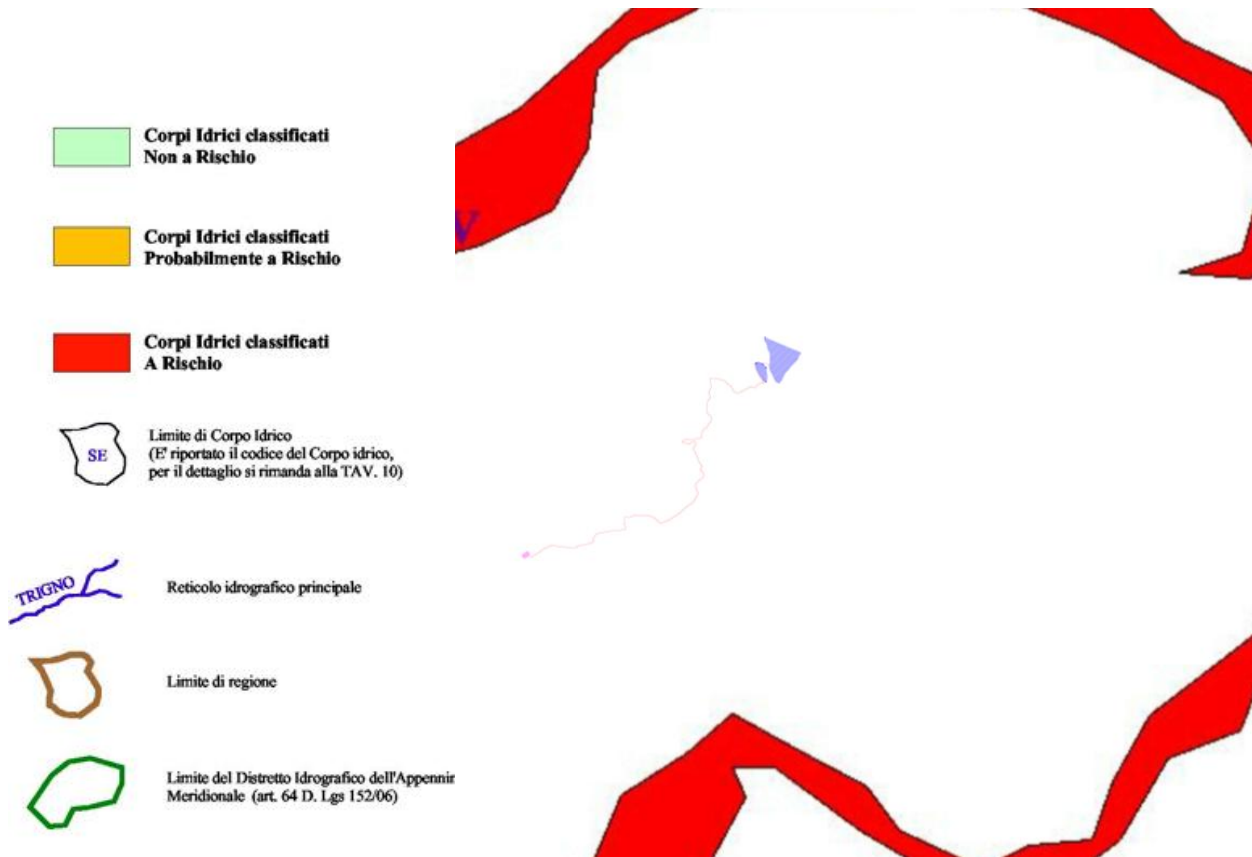 Corpi Idrici classificati
Non a Rischio
Corpi Idrici classificati
Probabilmente a Rischio
V
Corpi Idrici classificati
A Rischio
SE
Limite di Corpo Idrico
(E' riportato il codice del Corpo idrico,
per il dettaglio si rimanda alla TAV. 10)
TRIGNO
Reticolo idrografico principale
Limite di regione
Limite del Distretto Idrografico dell'Appennin
Meridionale (art. 64 D. Lgs 152/06)